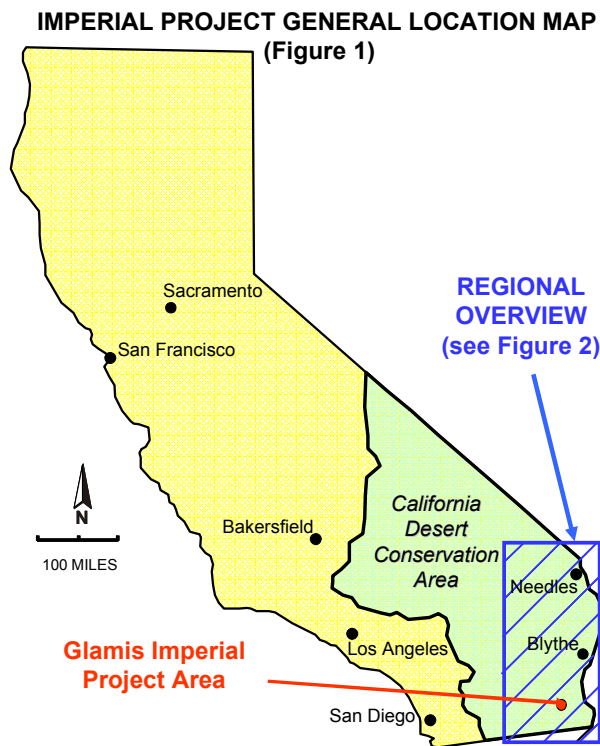 IMPERIAL PROJECT GENERAL LOCATION MAP
(Figure 1)
Sacramento
San Francisco
REGIONAL
OVERVIEW
(see Figure 2)
N
100 MILES
Bakersfield
California
Desert
Conservation
Area
Needles
Blythe
Los Angeles
Glamis Imperial
Project Area
San Diego